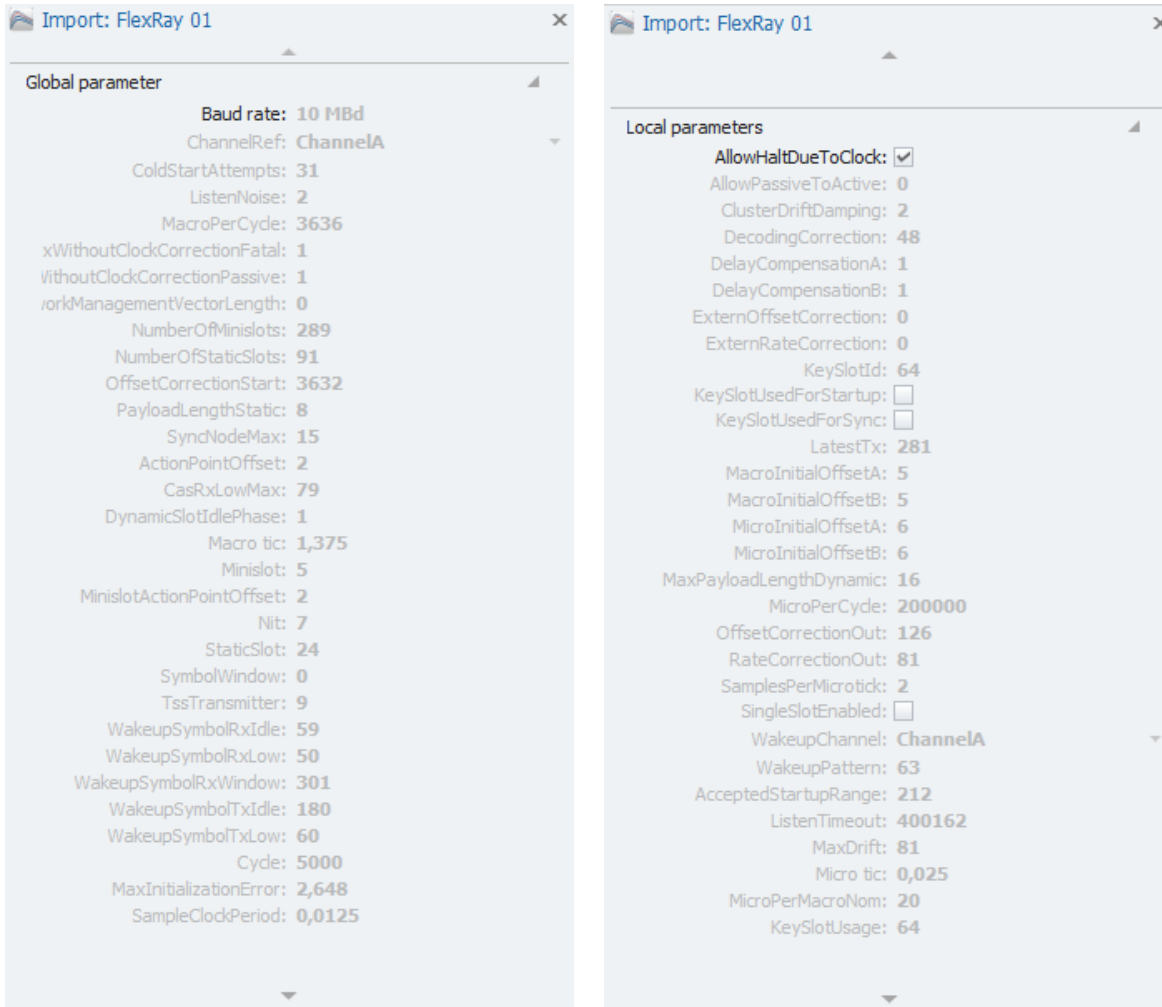 Import: FlexRay 01
Global parameter
Baud rate: 10 MBd
ChannelRef: ChannelA
ColdStartAttempts: 31
ListenNoise: 2
MacroPerCycle: 3636
xWithoutClockCorrectionFatal: 1
VithoutClockCorrectionPassive: 1
workManagementVectorLength: 0
NumberOfMinislots: 289
NumberOfStaticSlots: 91
OffsetCorrectionStart: 3632
PayloadLengthStatic: 8
SyncNodeMax: 15
ActionPointOffset: 2
CasRxLowMax: 79
DynamicSlotIdlePhase: 1
Macro tic: 1,375
Minislot: 5
MinislotActionPointOffset: 2
Nit: 7
StaticSlot: 24
SymbolWindow: 0
TssTransmitter: 9
WakeupSymbolRxIdle: 59
WakeupSymbolRxLow: 50
WakeupSymbolRxWindow: 301
WakeupSymbolTxIdle: 180
WakeupSymbolTxLow: 60
Cycle: 5000
MaxInitializationError: 2,648
SampleClockPeriod: 0,0125
Import: FlexRay 01
Local parameters
AllowHaltDueToClock:
AllowPassiveToActive: 0
ClusterDriftDamping: 2
DecodingCorrection: 48
DelayCompensationA: 1
DelayCompensationB: 1
ExternOffsetCorrection: 0
ExternRateCorrection: 0
KeySlotId: 64
KeySlotUsedForStartup:
KeySlotUsedForSync:
LatestTx: 281
MacroInitialOffsetA: 5
MacroInitialOffsetB: 5
MicroInitialOffsetA: 6
MicroInitialOffsetB: 6
MaxPayloadLengthDynamic: 16
MicroPerCycle: 200000
OffsetCorrectionOut: 126
RateCorrectionOut: 81
SamplesPerMicrotick: 2
SingleSlotEnabled:
WakeupChannel: ChannelA
WakeupPattern: 63
AcceptedStartupRange: 212
ListenTimeout: 400162
MaxDrift: 81
Micro tic: 0,025
MicroPerMacroNom: 20
KeySlotUsage: 64